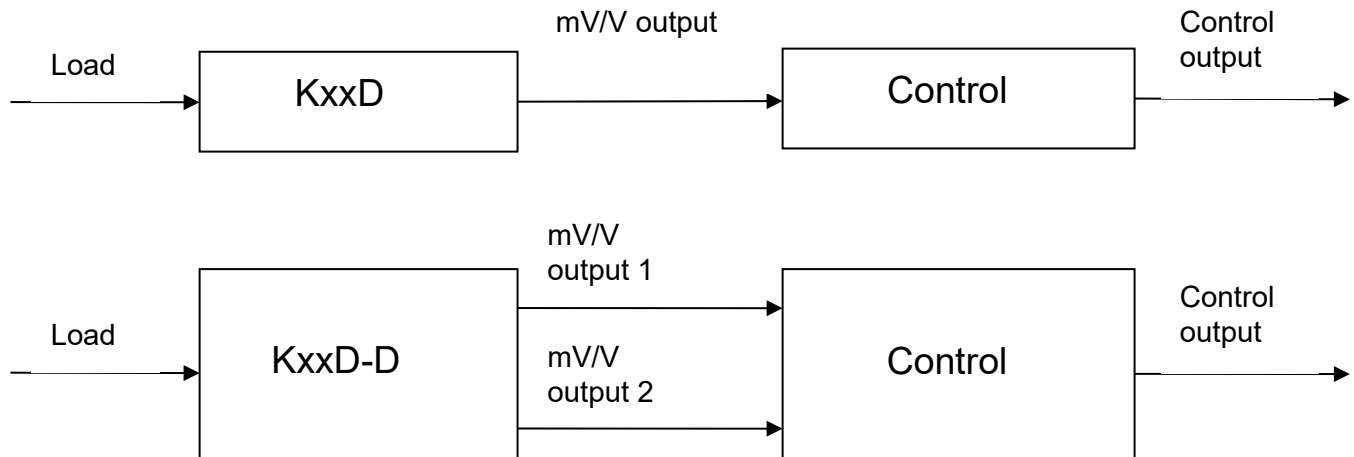 mV/V output
Control
output
Load
KxxD
Control
mV/V
output 1
Load
KxxD-D
mV/V
output 2
Control
Control
output